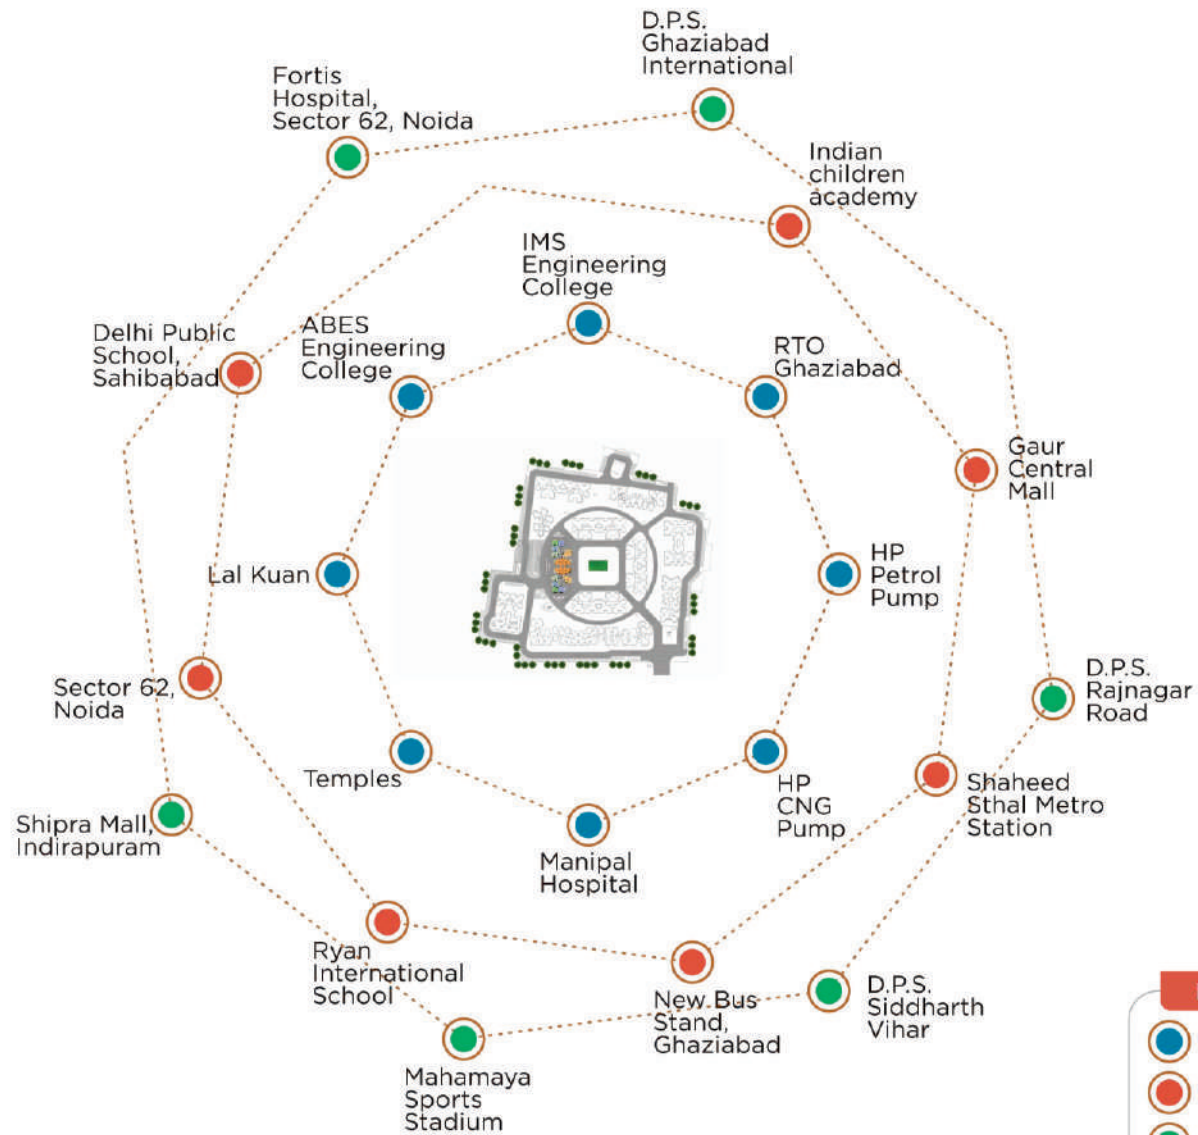 D.P.S.
Ghaziabad
International
Fortis
Hospital,
Sector 62, Noida
Indian
children
academy
IMS
Engineering
College
Delhi Public
School,
Sahibabad
ABES
Engineering
College
RTO
Ghaziabad
Gaur
Central
Mall
Lal Kuan
HP
Petrol
Pump
Sector 62,
Noida
D.P.S.
Rajnagar
Road
Temples
HP
CNG
Pump
Shaheed
Sthal Metro
Station
Shipra Mall,
Indirapuram
Manipal
Hospital
Ryan
International
School
New Bus
Stand,
Ghaziabad
D.P.S.
Siddharth
Vihar
Mahamaya
Sports
Stadium